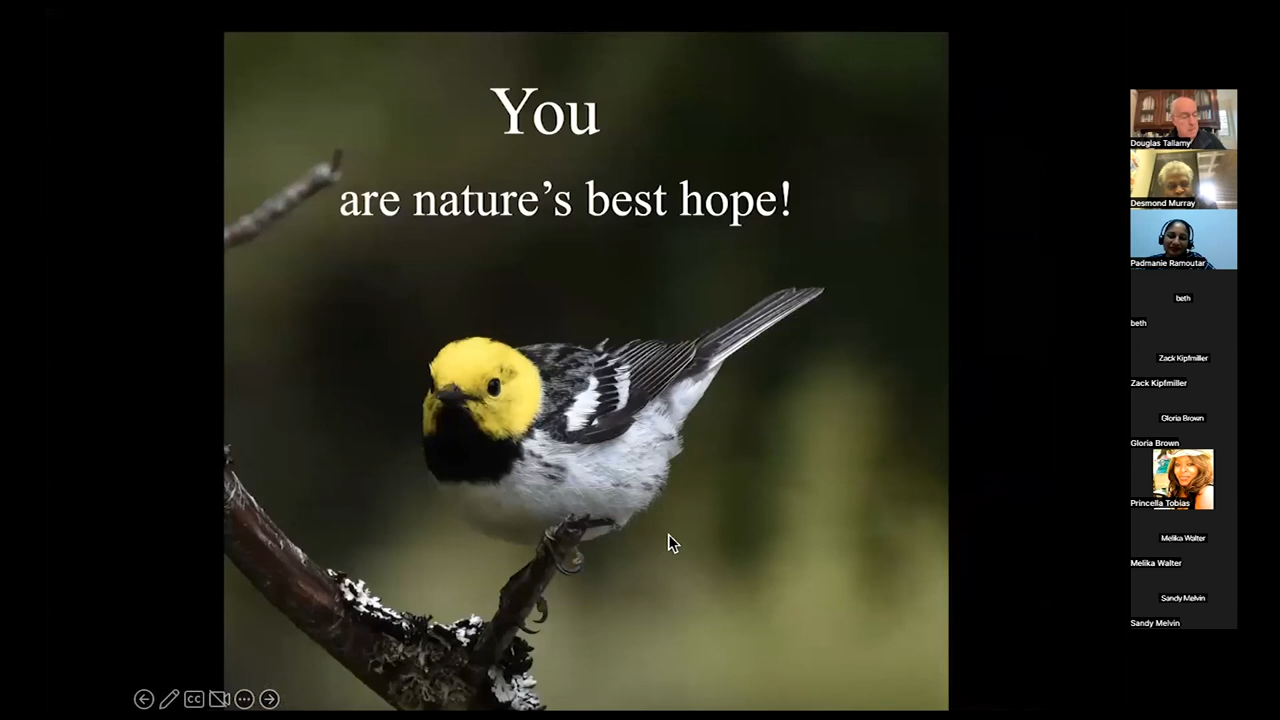 You
are nature’s best hope!
Douglas Tallamy
Desmond Murray
Padmanie Ramoutar
beth
beth
Zack Kipfmiller
Zack Kipfmiller
Gloria Brown
Gloria Brown
Princella Tobias
Melika Walter
Melika Walter
Sandy Melvin
Sandy Melvin
CC